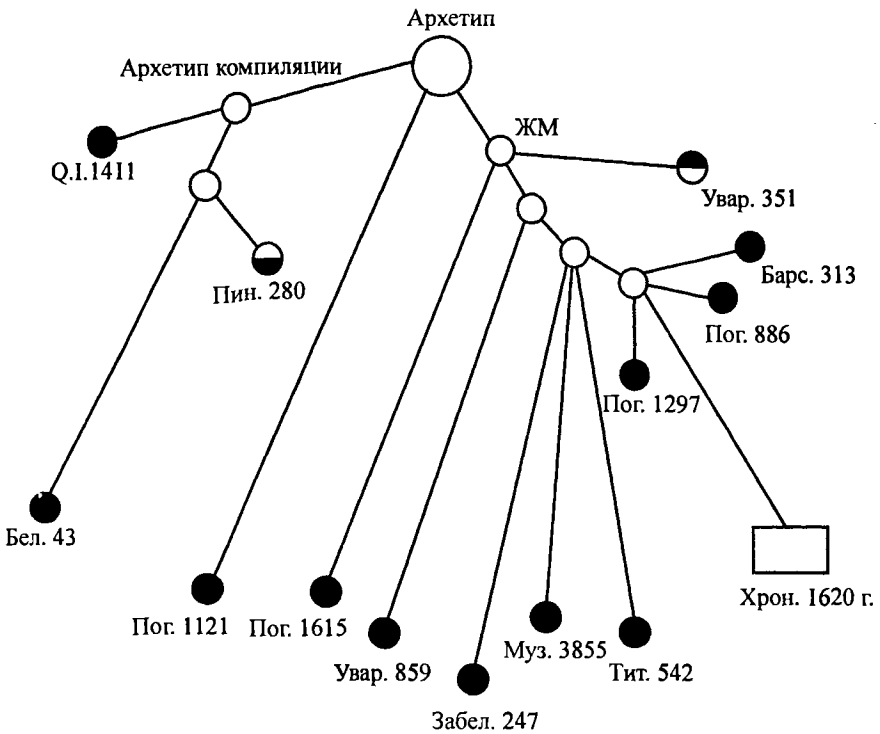 Архетип
Архетип компиляции
ЖМ
Q.I.1411
Увар. 351
Барс. 313
Пин. 280
Пог. 886
Пог. 1297
Бел. 43
Хрон. 1620 г.
Пог. 1121
Пог. 1615
Увар. 859
Муз. 3855
Тит. 542
Забел. 247